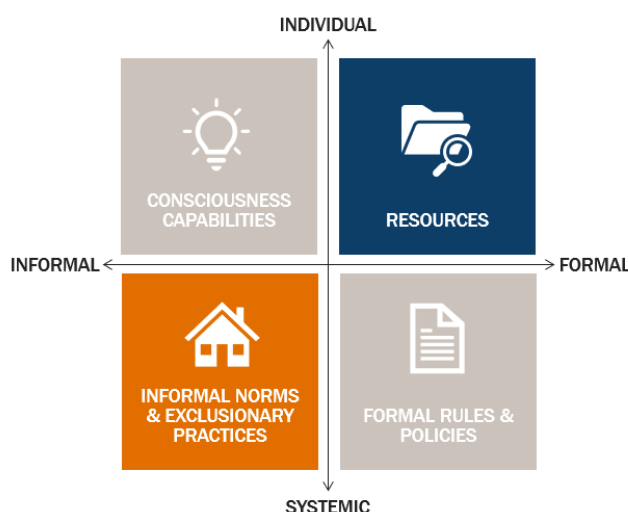 INDIVIDUAL
CONSCIOUSNESS
CAPABILITIES
RESOURCES
INFORMAL
FORMAL
INFORMAL NORMS
& EXCLUSIONARY
PRACTICES
FORMAL RULES &
POLICIES
SYSTEMIC